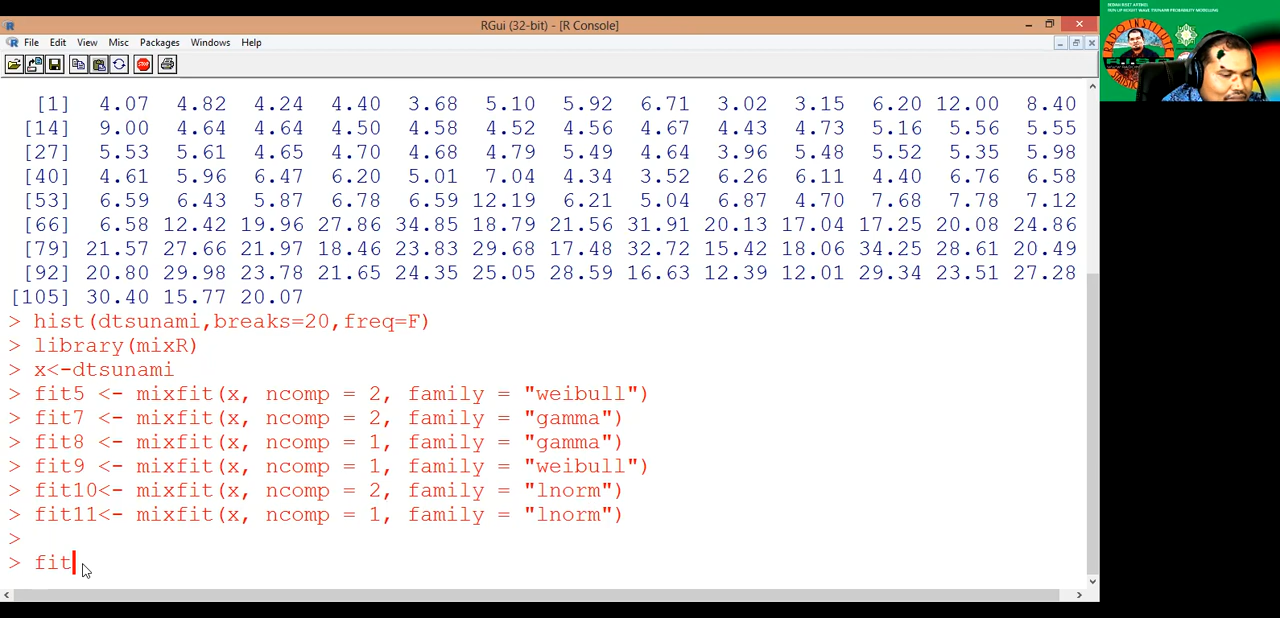 RGui (32-bit) - [R Console]
File Edit View Misc Packages Windows Help
[1] 4.07 4.82 4.24 4.40 3.68 5.10 5.92 6.71 3.02 3.15 6.20 12.00 8.40
[14] 9.00 4.64 4.64 4.50 4.58 4.52 4.56 4.67 4.43 4.73 5.16 5.56 5.55
[27] 5.53 5.61 4.65 4.70 4.68 4.79 5.49 4.64 3.96 5.48 5.52 5.35 5.98
[40] 4.61 5.96 6.47 6.20 5.01 7.04 4.34 3.52 6.26 6.11 4.40 6.76 6.58
[53] 6.59 6.43 5.87 6.78 6.59 12.19 6.21 5.04 6.87 4.70 7.68 7.78 7.12
[66] 6.58 12.42 19.96 27.86 34.85 18.79 21.56 31.91 20.13 17.04 17.25 20.08 24.86
[79] 21.57 27.66 21.97 18.46 23.83 29.68 17.48 32.72 15.42 18.06 34.25 28.61 20.49
[92] 20.80 29.98 23.78 21.65 24.35 25.05 28.59 16.63 12.39 12.01 29.34 23.51 27.28
[105] 30.40 15.77 20.07
> hist(dtsunami,breaks=20,freq=F)
> library(mixR)
> x<-dtsunami
> fit5 <- mixfit(x, ncomp = 2, family = "weibull")
> fit7 <- mixfit(x, ncomp = 2, family = "gamma")
> fit8 <- mixfit(x, ncomp = 1, family = "gamma")
> fit9 <- mixfit(x, ncomp = 1, family = "weibull")
> fit10<- mixfit(x, ncomp = 2, family = "lnorm")
> fit11<- mixfit(x, ncomp = 1, family = "lnorm")
>
> fit